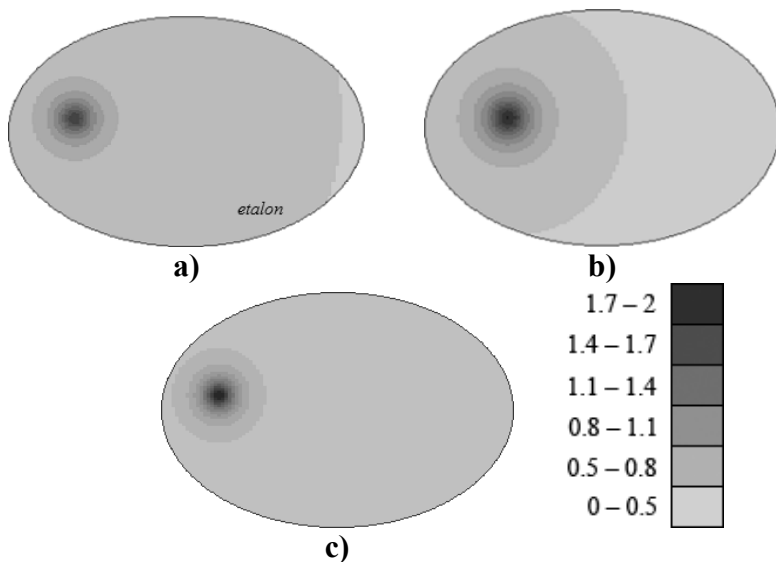 etalon
a)
b)
1.7 – 2
1.4 – 1.7
1.1 – 1.4
0.8 – 1.1
0.5 – 0.8
0 – 0.5
c)